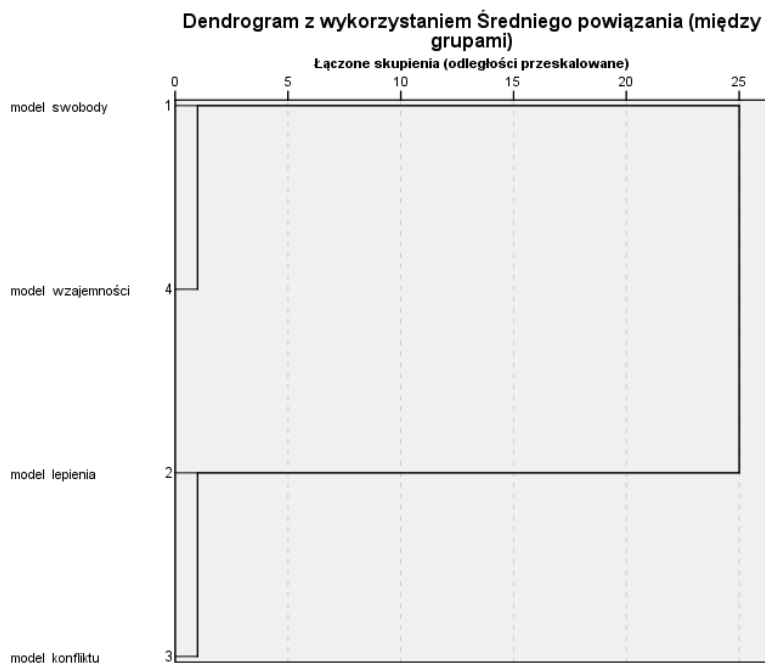 Dendrogram z wykorzystaniem Średniego powiązania (między
grupami)
Łączone skupienia (odległości przeskalowane)
0 5 10 15 20 25
model swobody 1
model wzajemności 4
model lepienia 2
model konfliktu 3